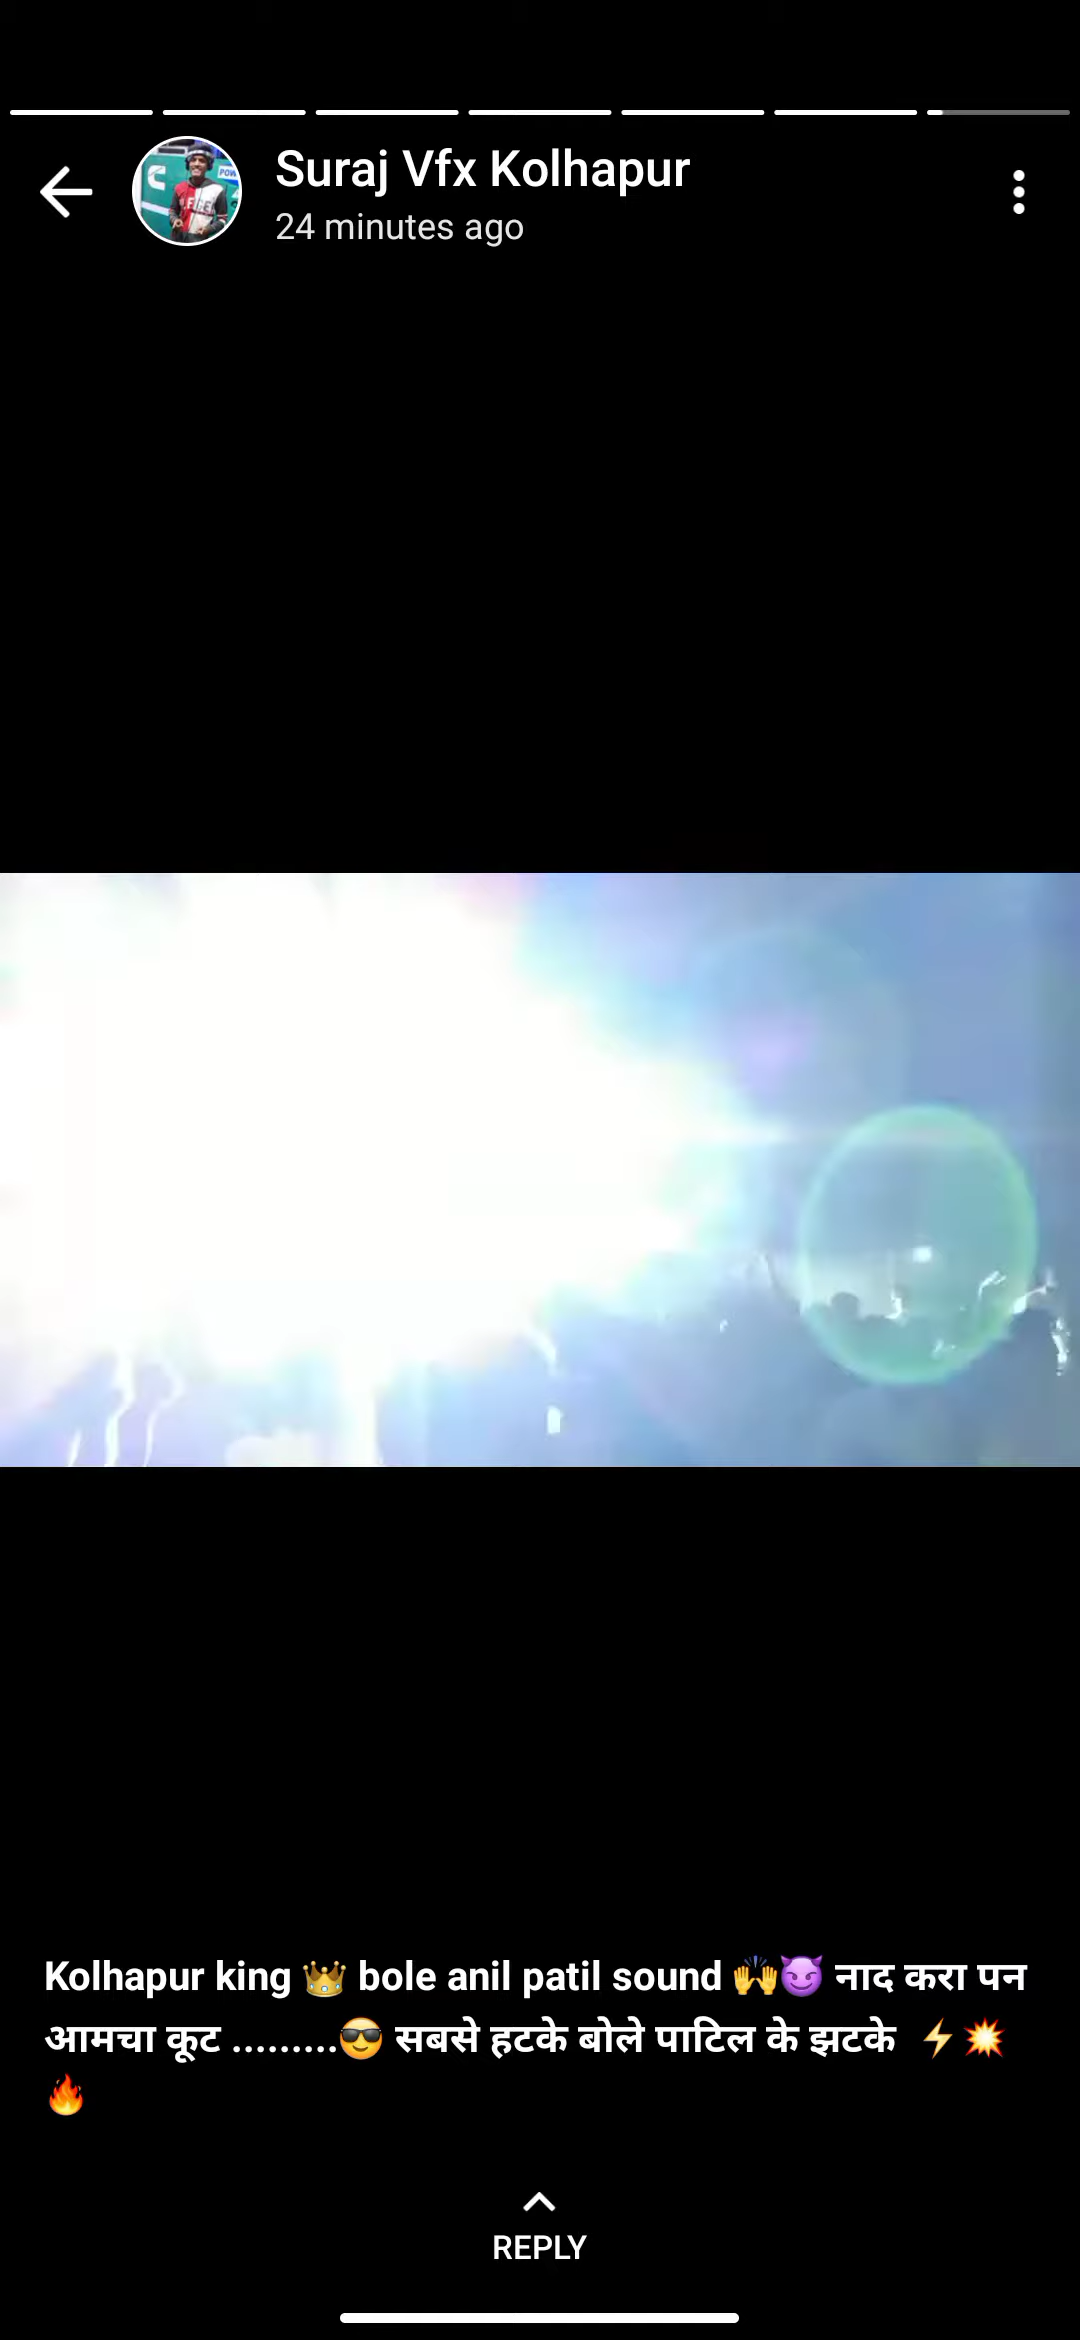 Suraj Vfx Kolhapur
24 minutes ago
Kolhapur king 👑 bole anil patil sound 🙌😈 नाद करा पन
आमचा कूट .........😎 सबसे हटके बोले पाटिल के झटके ⚡💥
🔥
REPLY